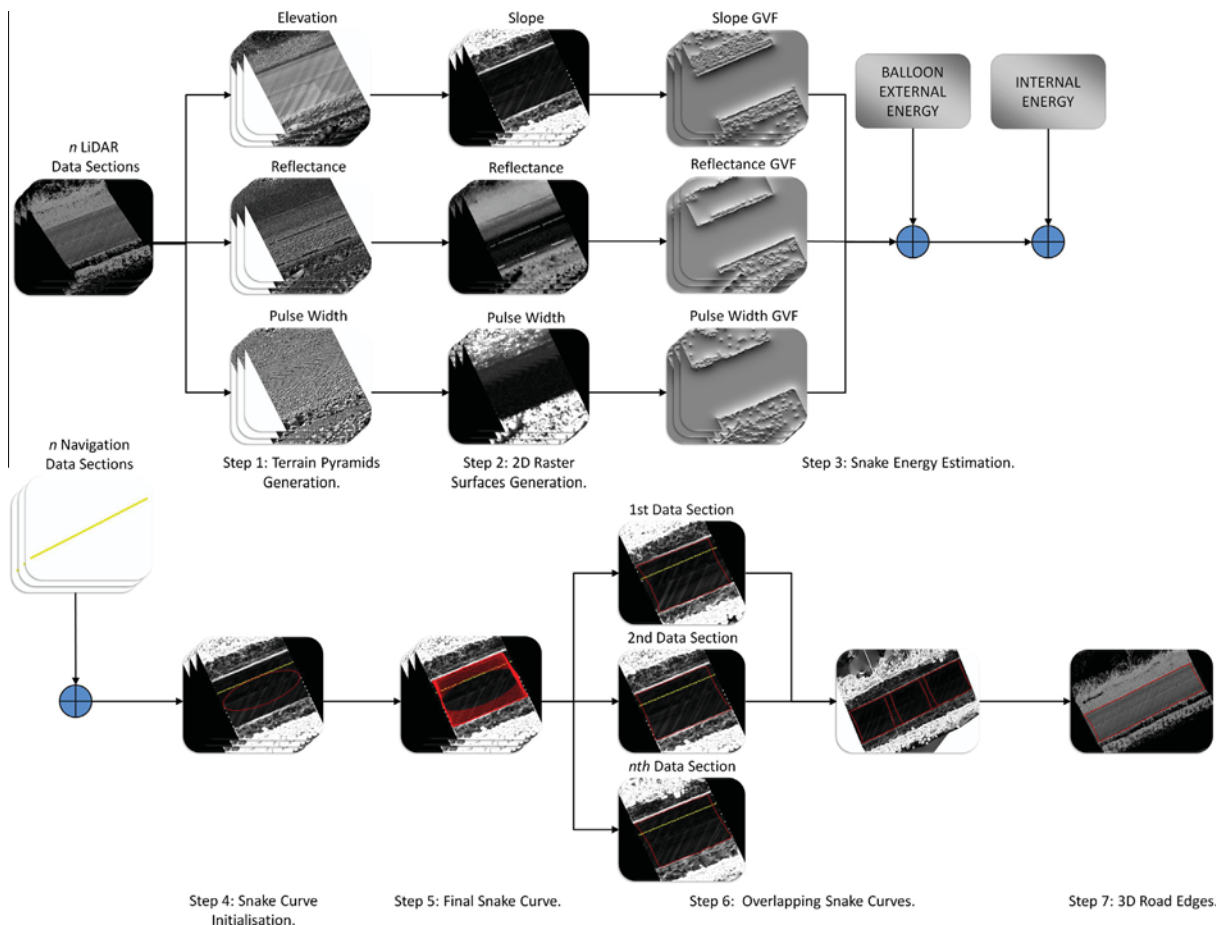 Elevation
Slope
Slope GVF
BALLOON
EXTERNAL
ENERGY
INTERNAL
ENERGY
n LiDAR
Data Sections
Reflectance
Reflectance
Reflectance GVF
Pulse Width
Pulse Width
Pulse Width GVF
n Navigation
Data Sections
Step 1: Terrain Pyramids
Generation.
Step 2: 2D Raster
Surfaces Generation.
Step 3: Snake Energy Estimation.
1st Data Section
2nd Data Section
nth Data Section
Step 4: Snake Curve
Initialisation.
Step 5: Final Snake Curve.
Step 6: Overlapping Snake Curves.
Step 7: 3D Road Edges.